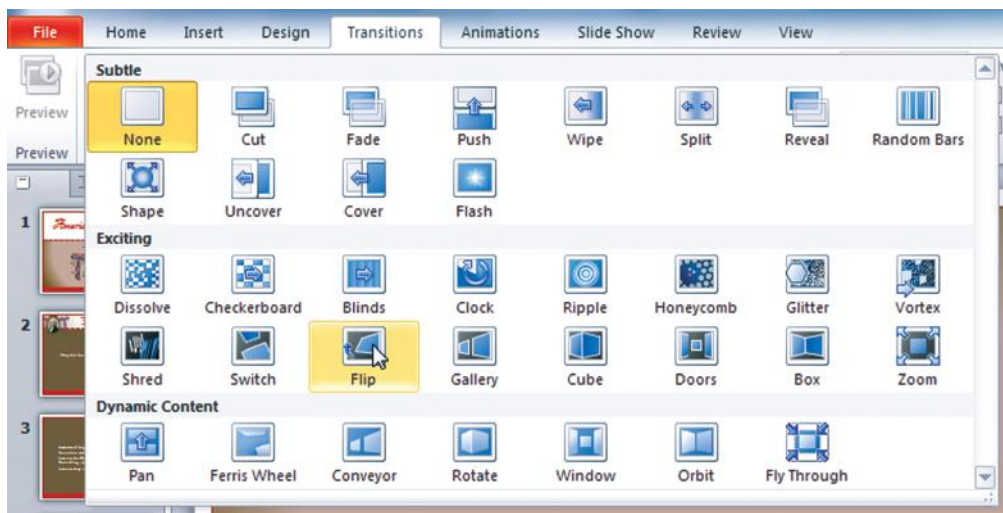 File Home Insert Design Transitions Animations Slide Show Review View
Preview
Preview
Subtle
None Cut Fade Push Wipe Split Reveal Random Bars
Shape Uncover Cover Flash
Exciting
Dissolve Checkerboard Blinds Clock Ripple Honeycomb Glitter Vortex
Shred Switch Flip Gallery Cube Doors Box Zoom
Dynamic Content
Pan Ferris Wheel Conveyor Rotate Window Orbit Fly Through
1
2
3